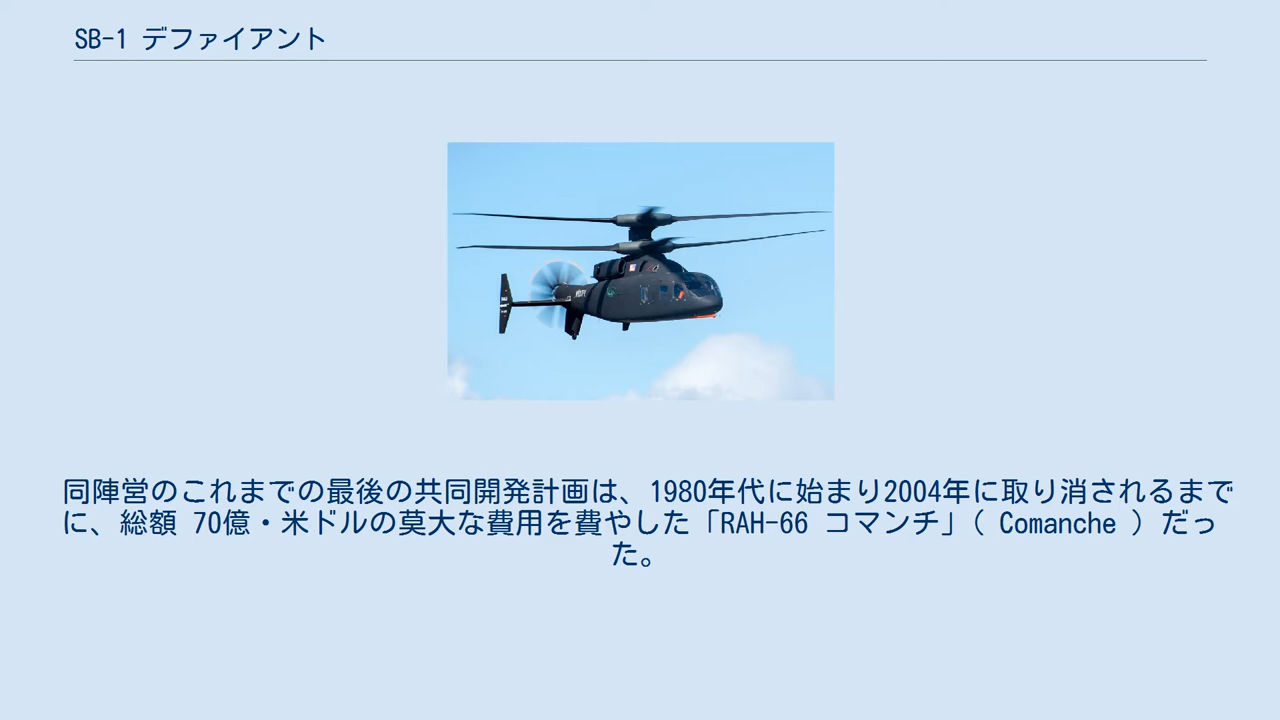 SB-1 デファイアント
同陣営のこれまでの最後の共同開発計画は、1980年代に始まり2004年に取り消されるまで
に、総額 70億・米ドルの莫大な費用を費やした「RAH-66 コマンチ」( Comanche ) だっ
た。